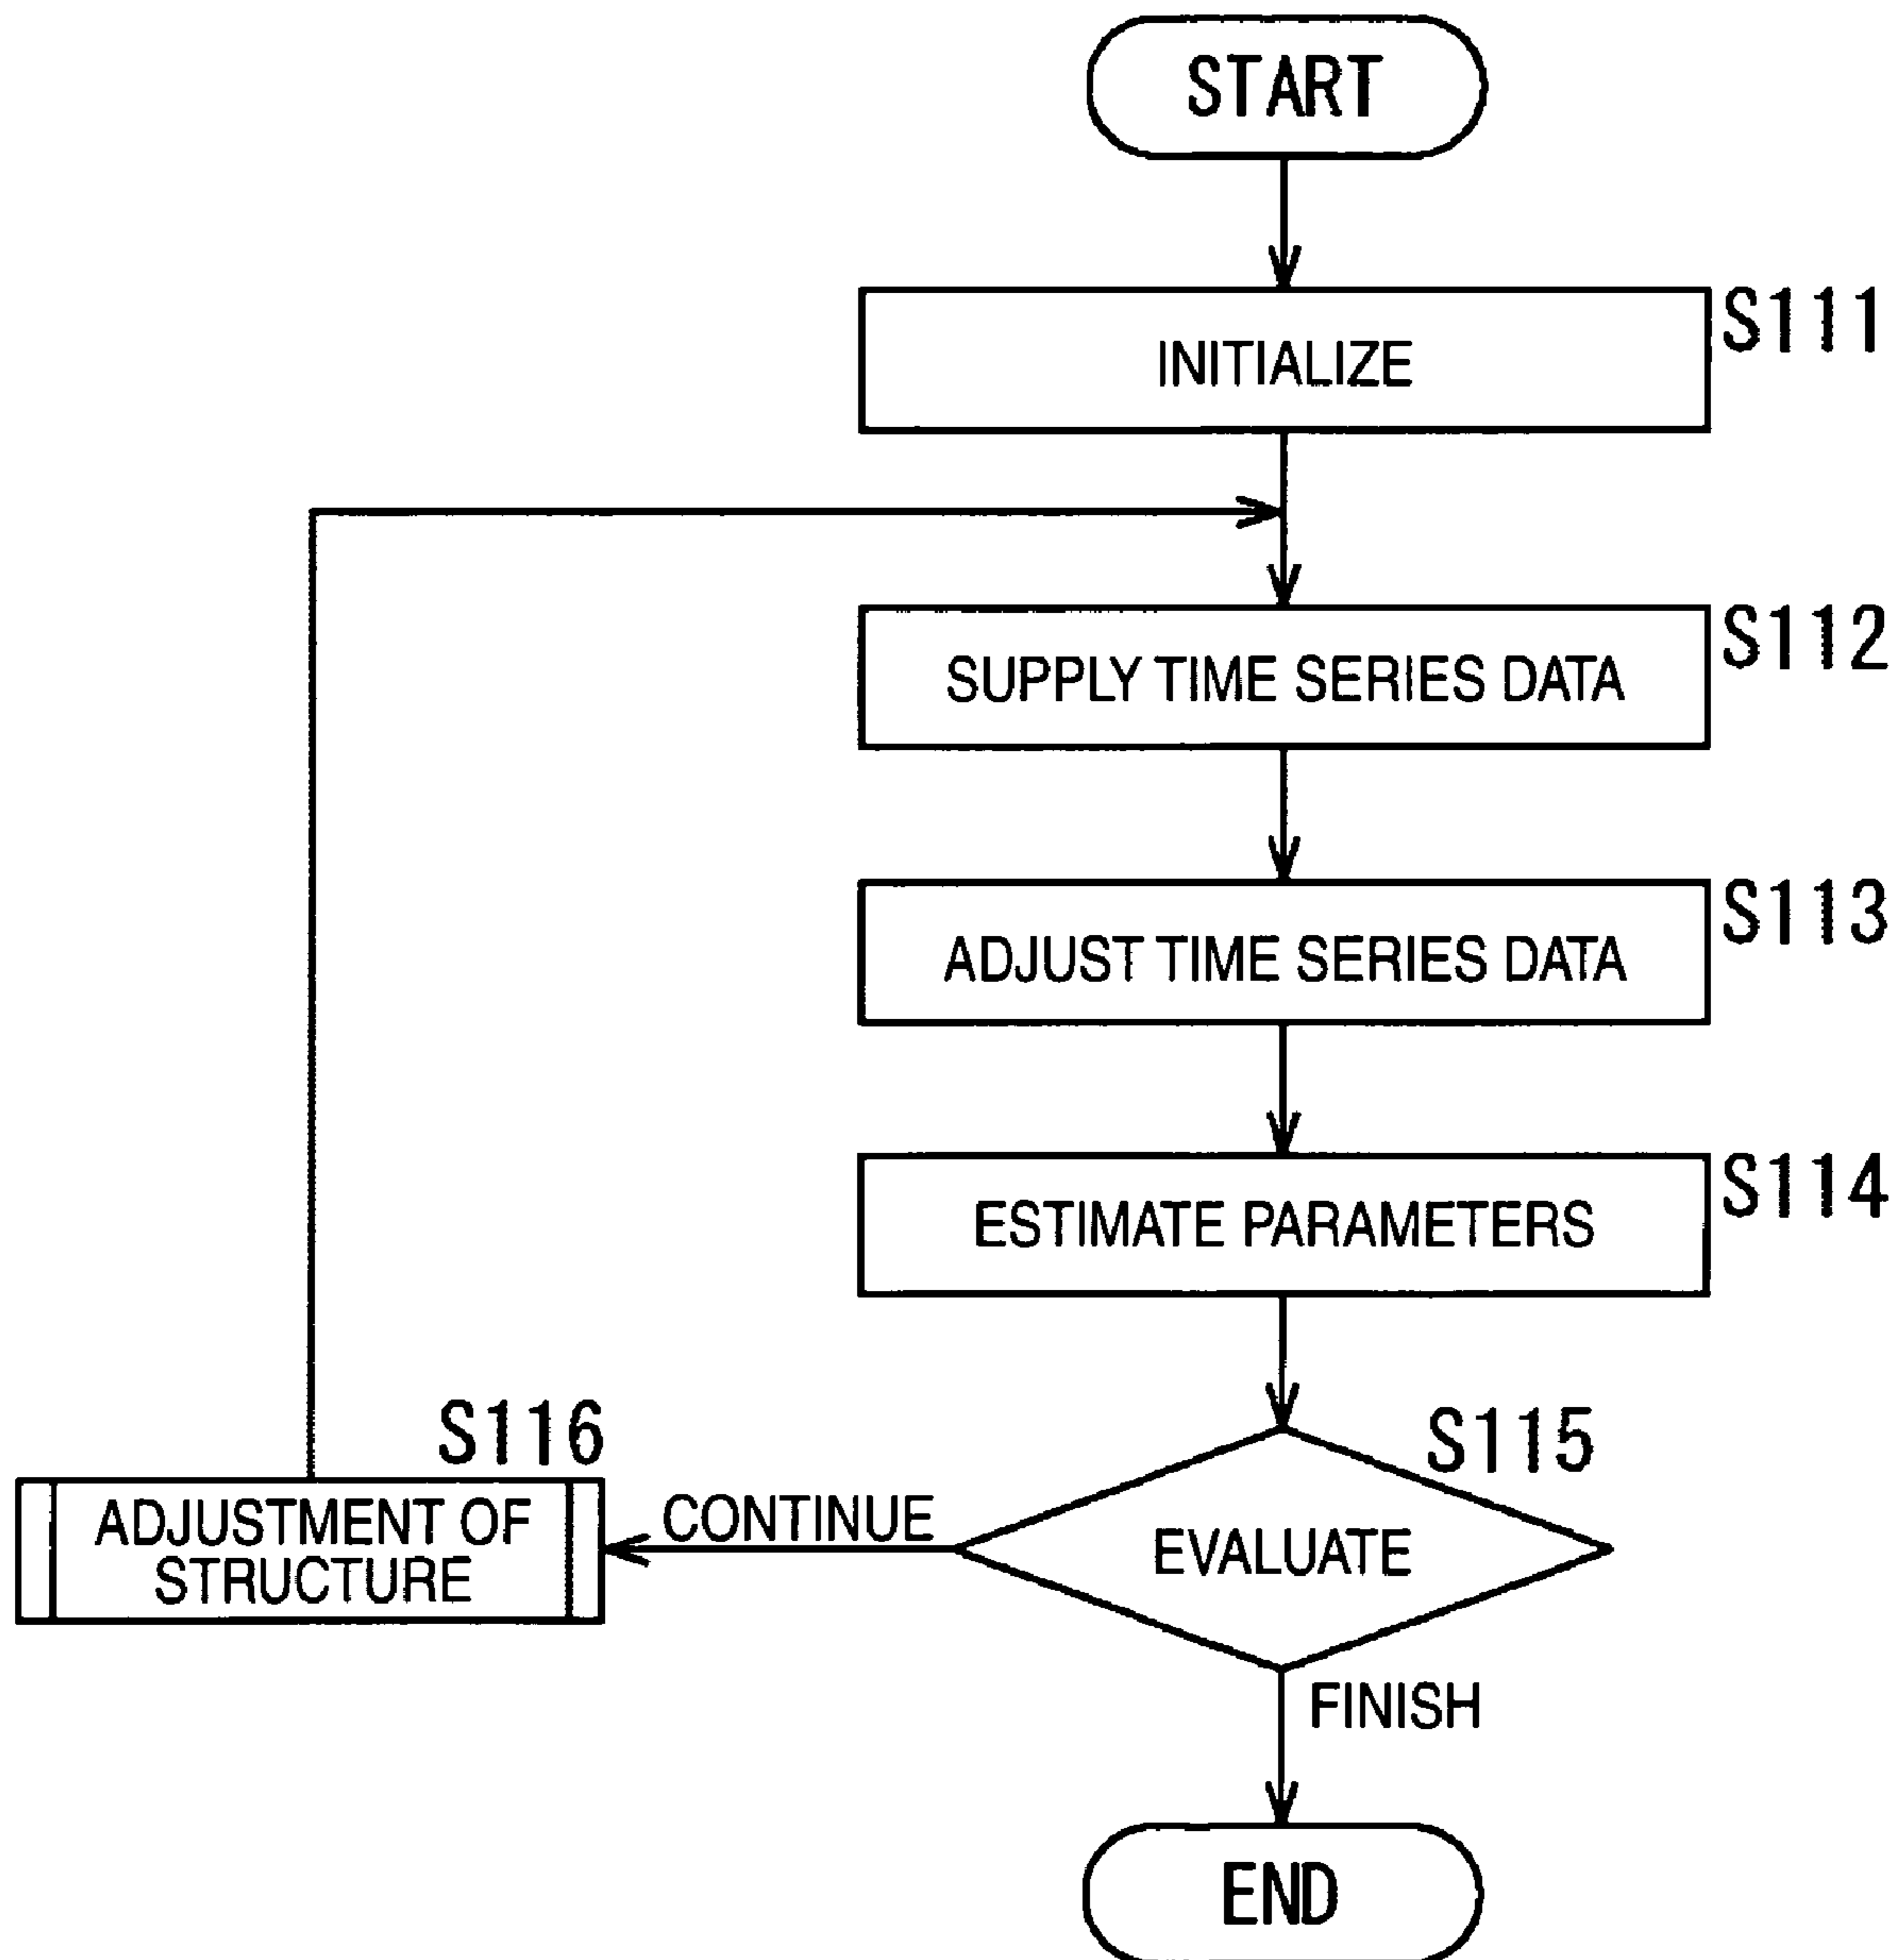 START
INITIALIZE
S111
SUPPLY TIME SERIES DATA
S112
ADJUST TIME SERIES DATA
S113
ESTIMATE PARAMETERS
S114
S115
EVALUATE
CONTINUE
S116
ADJUSTMENT OF
STRUCTURE
FINISH
END